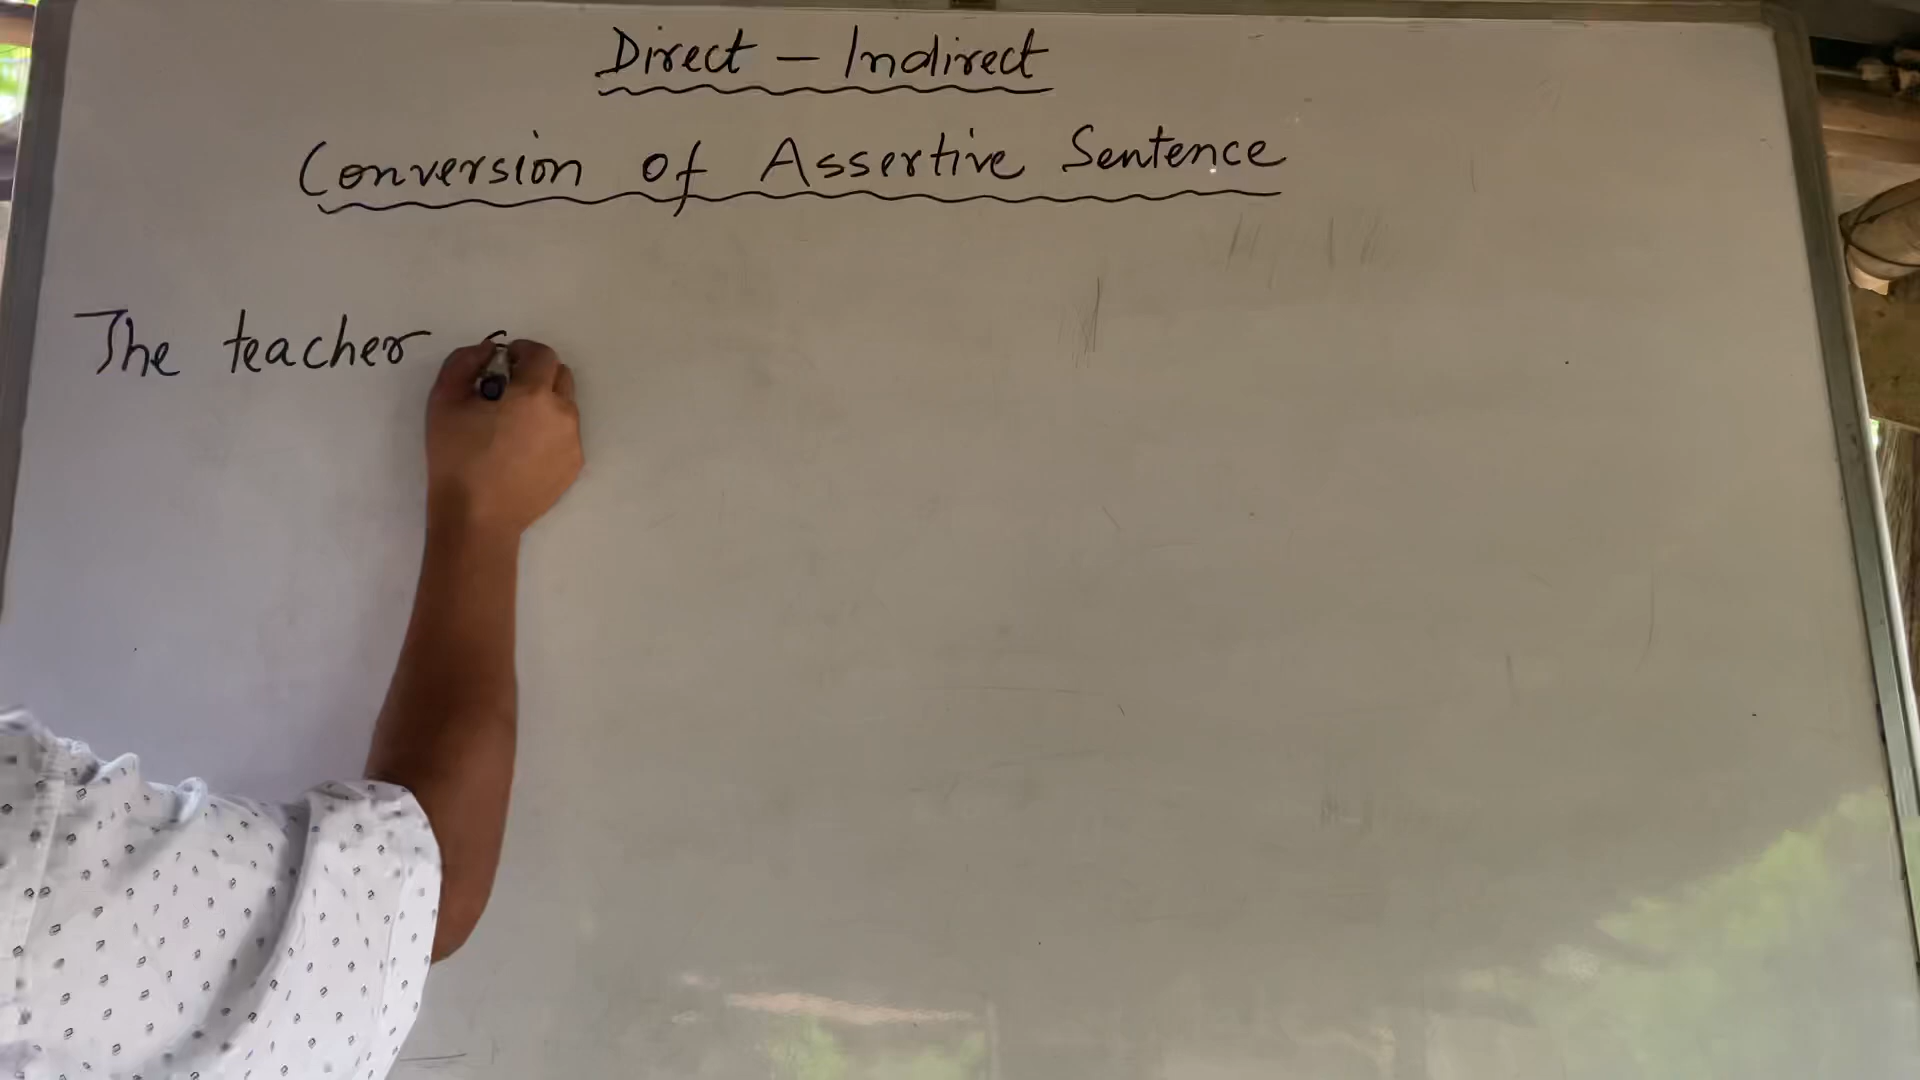 Direct – Indirect
Conversion of Assertive Sentence
The teacher